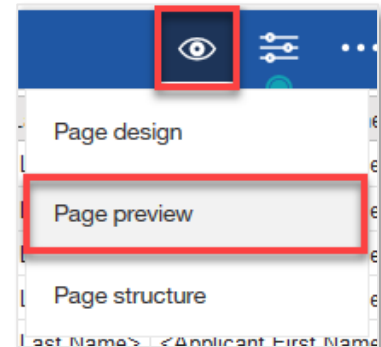 Page design
Page preview
Page structure
Last Name> <Applicant First Name